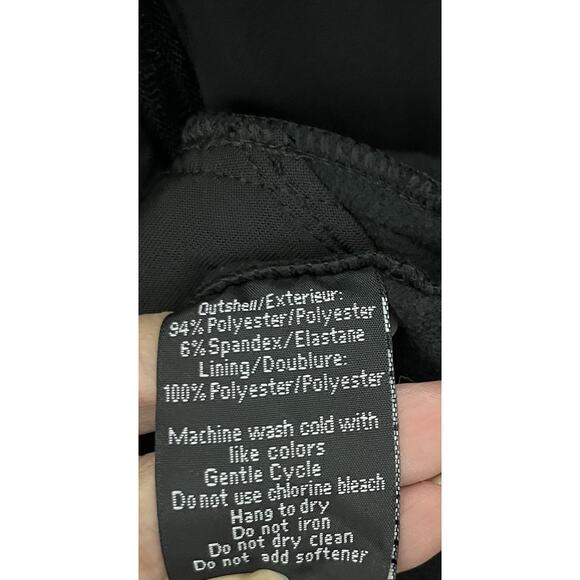 Outshell/Exterieur:
94% Polyester/Polyester
6% Spandex/Elastane
Lining/Doublure:
100% Polyester/Polyester
Machine wash cold with
like colors
Gentle Cycle
Do not use chlorine bleach
Hang to dry
Do not iron
Do not dry clean
Do not add softener